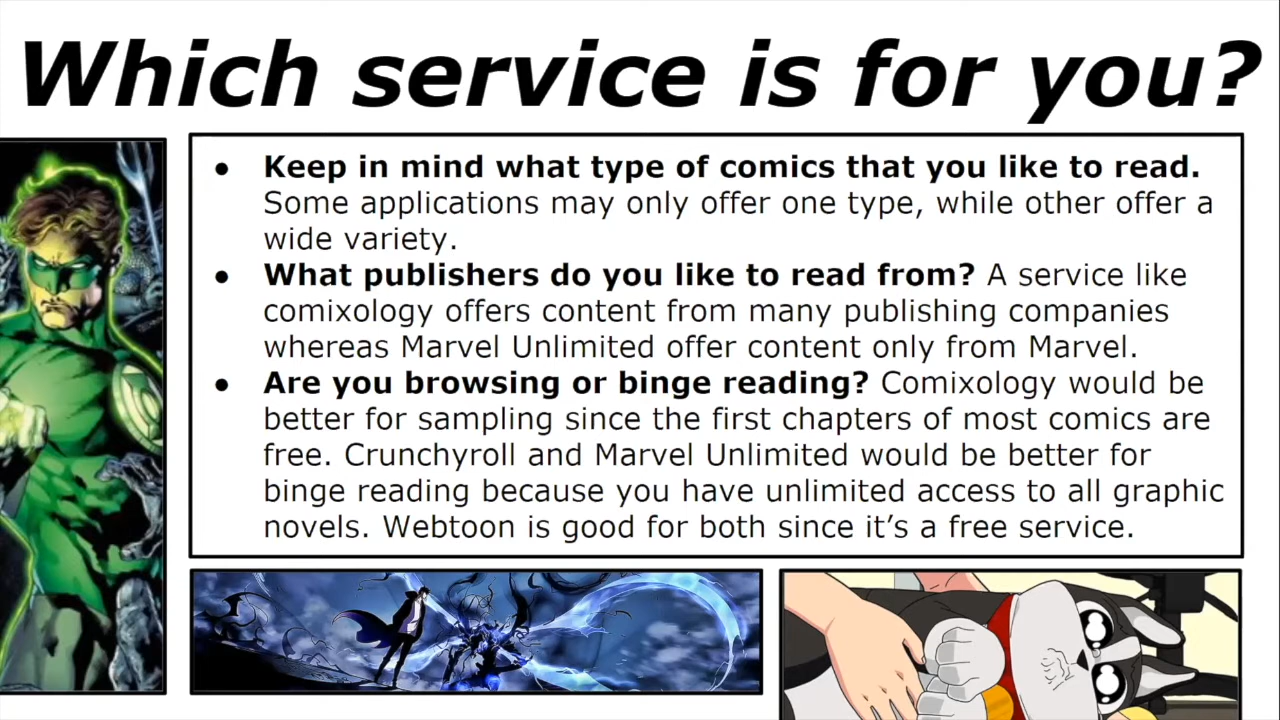 Which service is for you?
● Keep in mind what type of comics that you like to read.
Some applications may only offer one type, while other offer a
wide variety.
● What publishers do you like to read from? A service like
comixology offers content from many publishing companies
whereas Marvel Unlimited offer content only from Marvel.
● Are you browsing or binge reading? Comixology would be
better for sampling since the first chapters of most comics are
free. Crunchyroll and Marvel Unlimited would be better for
binge reading because you have unlimited access to all graphic
novels. Webtoon is good for both since it’s a free service.